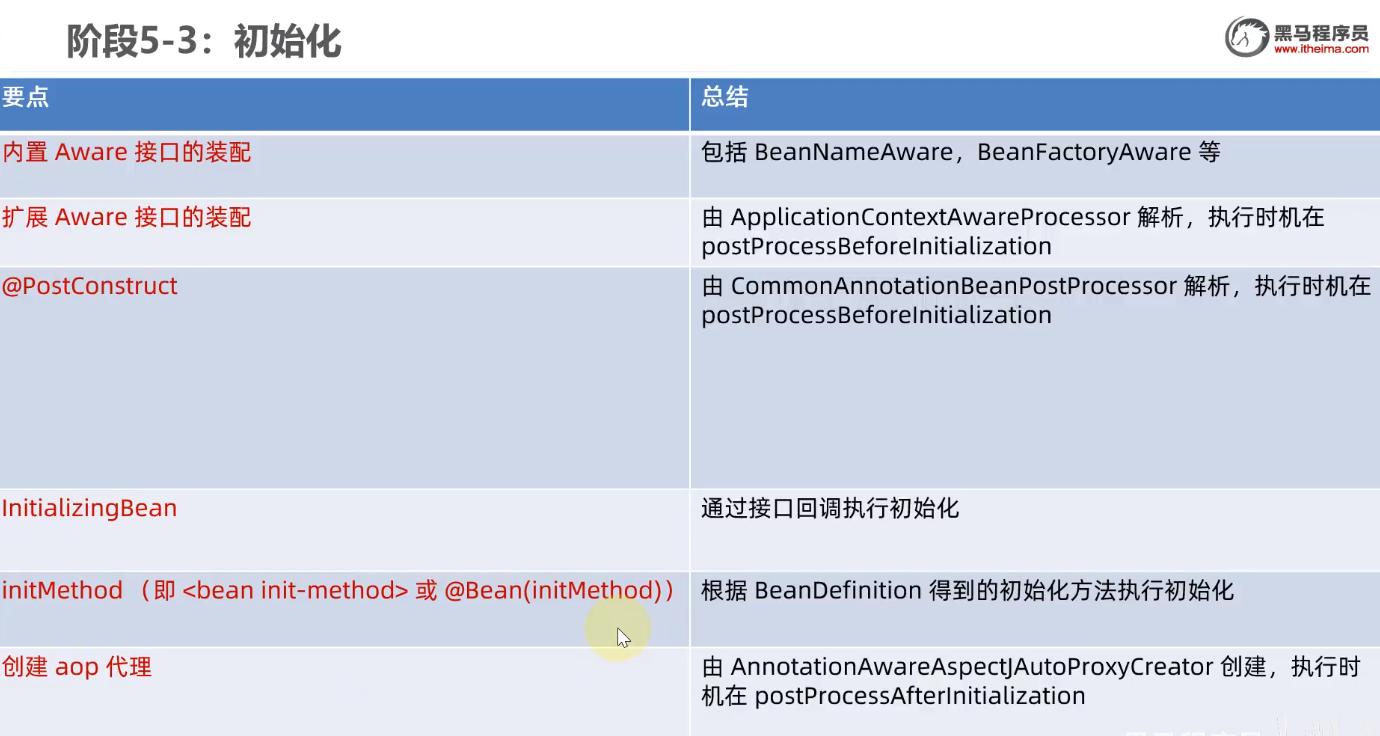 阶段5-3：初始化
黑马程序员
www.itheima.com
要点
总结
内置 Aware 接口的装配
包括 BeanNameAware，BeanFactoryAware 等
扩展 Aware 接口的装配
由 ApplicationContextAwareProcessor 解析，执行时机在
postProcessBeforeInitialization
@PostConstruct
由 CommonAnnotationBeanPostProcessor 解析，执行时机在
postProcessBeforeInitialization
InitializingBean
通过接口回调执行初始化
initMethod （即 <bean init-method> 或 @Bean(initMethod)）
根据 BeanDefinition 得到的初始化方法执行初始化
创建 aop 代理
由 AnnotationAwareAspectJAutoProxyCreator 创建，执行时
机在 postProcessAfterInitialization